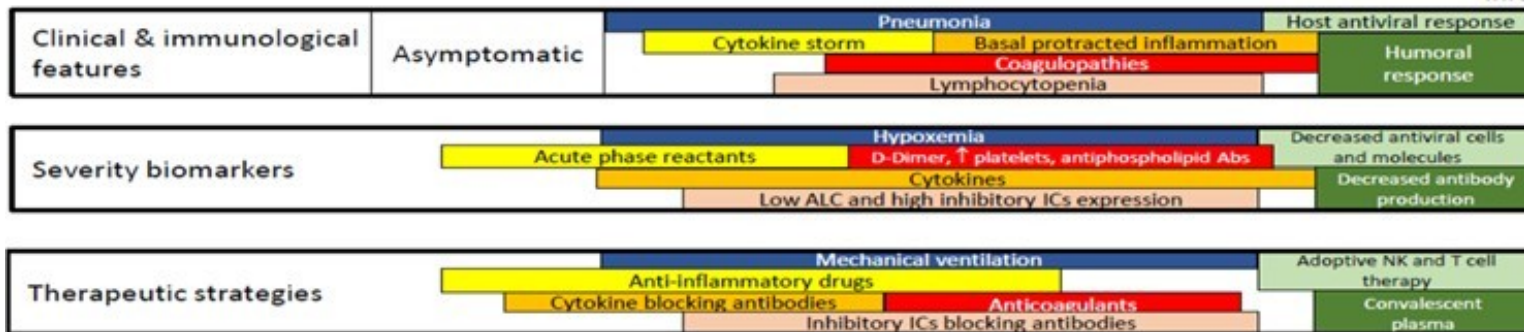 Clinical & immunological
features
Asymptomatic
Pneumonia
Host antiviral response
Cytokine storm
Basal protracted inflammation
Coagulopathies
Lymphocytopenia
Humoral
response
Severity biomarkers
Hypoxemia
Decreased antiviral cells
and molecules
Acute phase reactants
D-Dimer, ↑ platelets, antiphospholipid Abs
Cytokines
Low ALC and high inhibitory ICs expression
Decreased antibody
production
Therapeutic strategies
Mechanical ventilation
Adoptive NK and T cell
therapy
Anti-inflammatory drugs
Cytokine blocking antibodies
Anticoagulants
Inhibitory ICs blocking antibodies
Convalescent
plasma